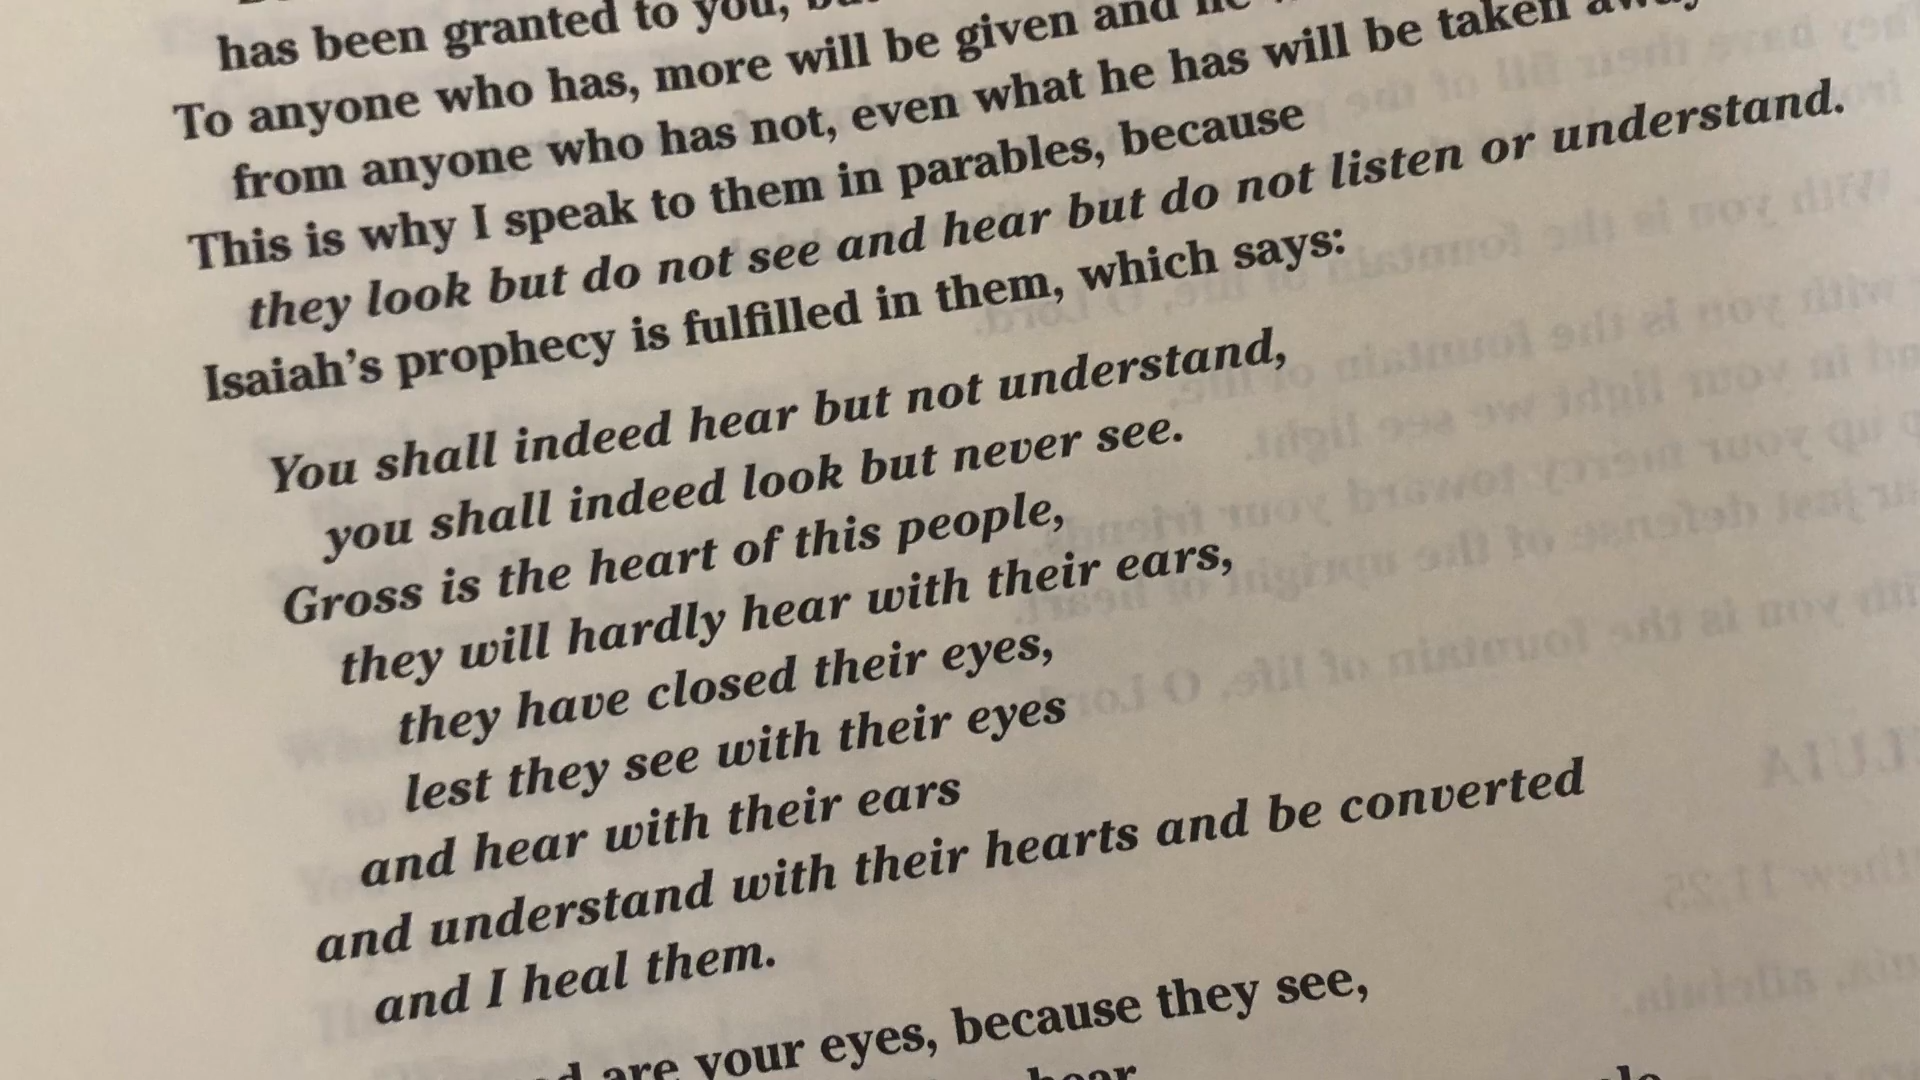 has been granted to you,
To anyone who has, more will be given and
from anyone who has not, even what he has will be taken
This is why I speak to them in parables, because
they look but do not see and hear but do not listen or understand.
Isaiah's prophecy is fulfilled in them, which says:
You shall indeed hear but not understand,
you shall indeed look but never see.
Gross is the heart of this people,
they will hardly hear with their ears,
they have closed their eyes,
lest they see with their eyes
and hear with their ears
and understand with their hearts and be converted
and I heal them.
are your eyes, because they see,
hear